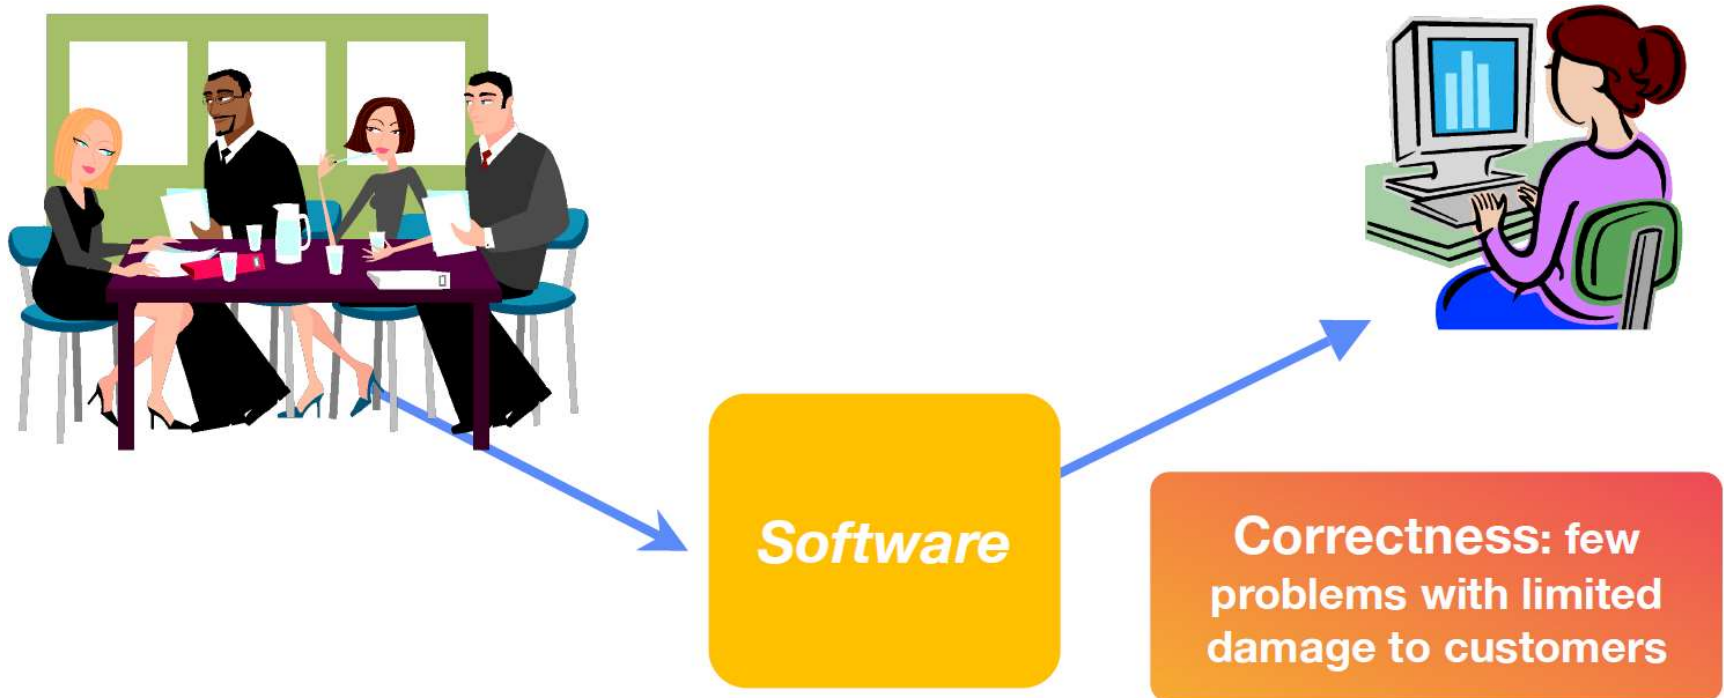 Software
Correctness: few
problems with limited
damage to customers